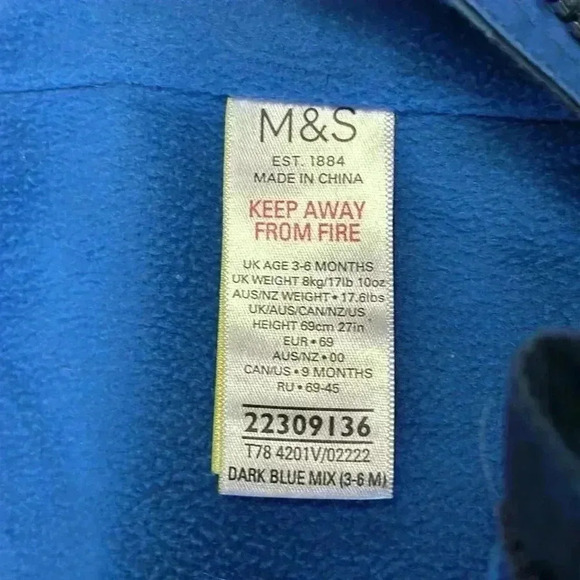 M&S
EST. 1884
MADE IN CHINA
KEEP AWAY
FROM FIRE
UK AGE 3-6 MONTHS
UK WEIGHT 8kg/17lb 10oz
AUS/NZ WEIGHT•17.6lbs
UK/AUS/CAN/NZ/US
HEIGHT 69cm 27in
EUR•69
AUS/NZ•00
CAN/US•9 MONTHS
RU•69-45
22309136
T78 4201V/02222
DARK BLUE MIX (3-6 M)